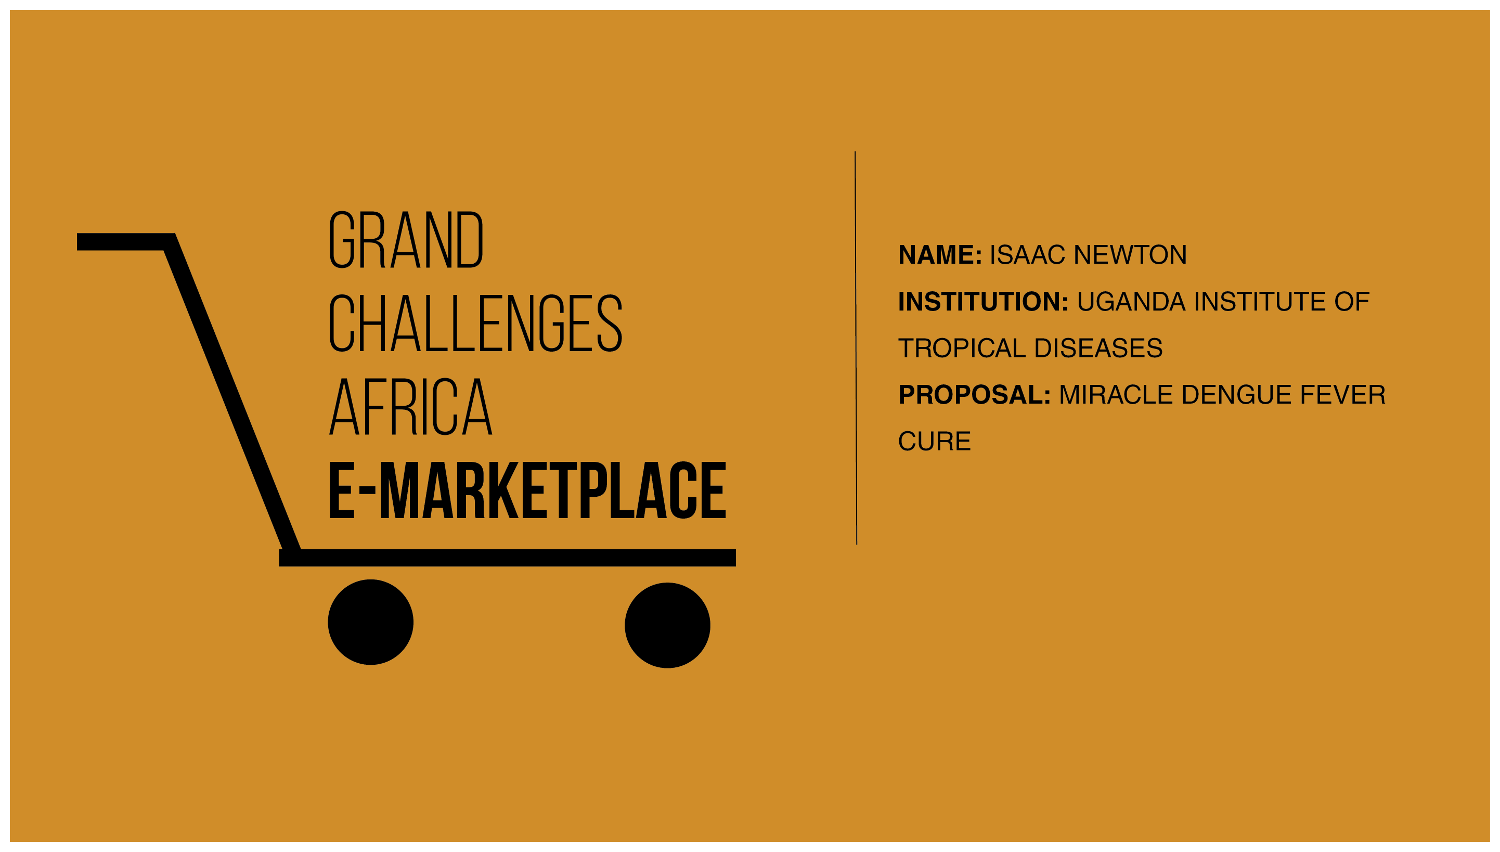 GRAND
CHALLENGES
AFRICA
E-MARKETPLACE
NAME: ISAAC NEWTON
INSTITUTION: UGANDA INSTITUTE OF
TROPICAL DISEASES
PROPOSAL: MIRACLE DENGUE FEVER
CURE